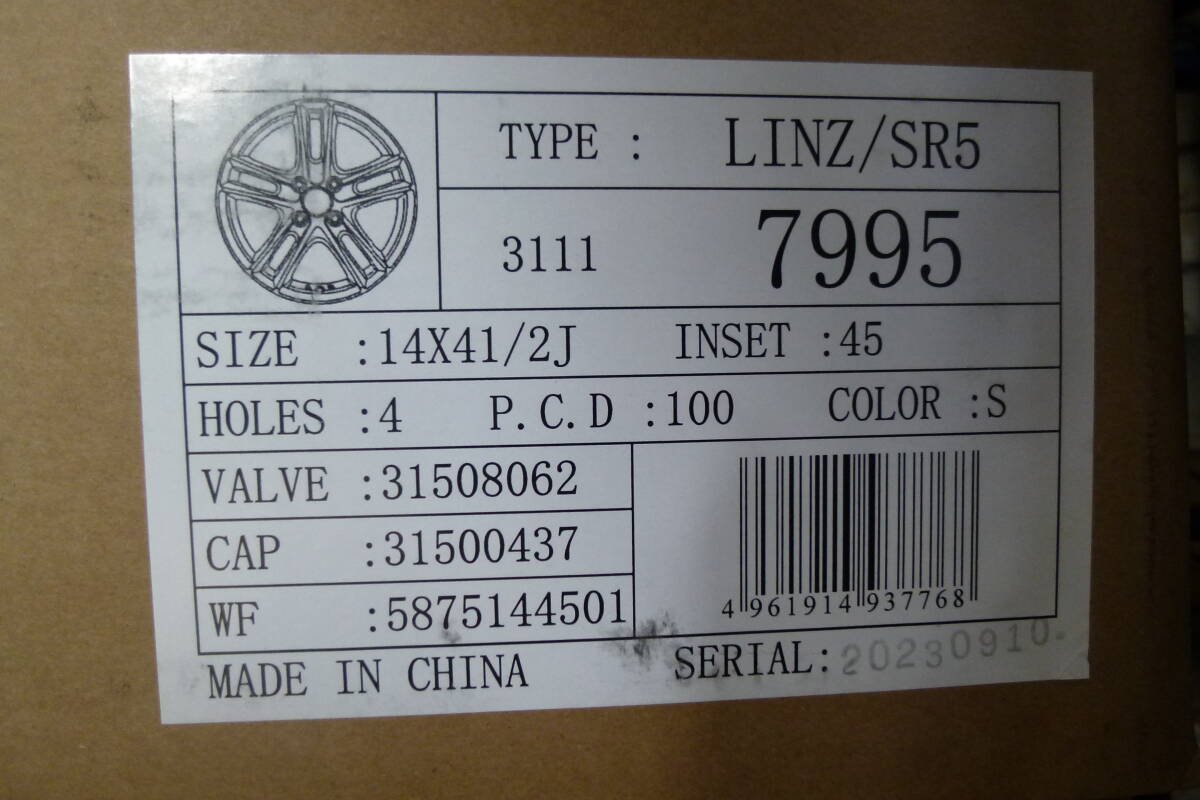 TYPE : LINZ/SR5
3111 7995
SIZE :14X41/2J INSET :45
HOLES :4 P.C.D :100 COLOR :S
VALVE :31508062
CAP :31500437
WF :5875144501
4 961914 937768
MADE IN CHINA SERIAL: 20230910